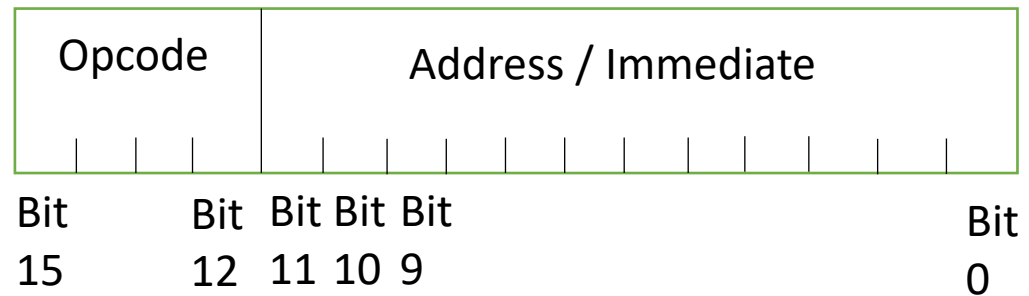 Opcode Address / Immediate
Bit Bit Bit Bit Bit Bit
15 12 11 10 9 0